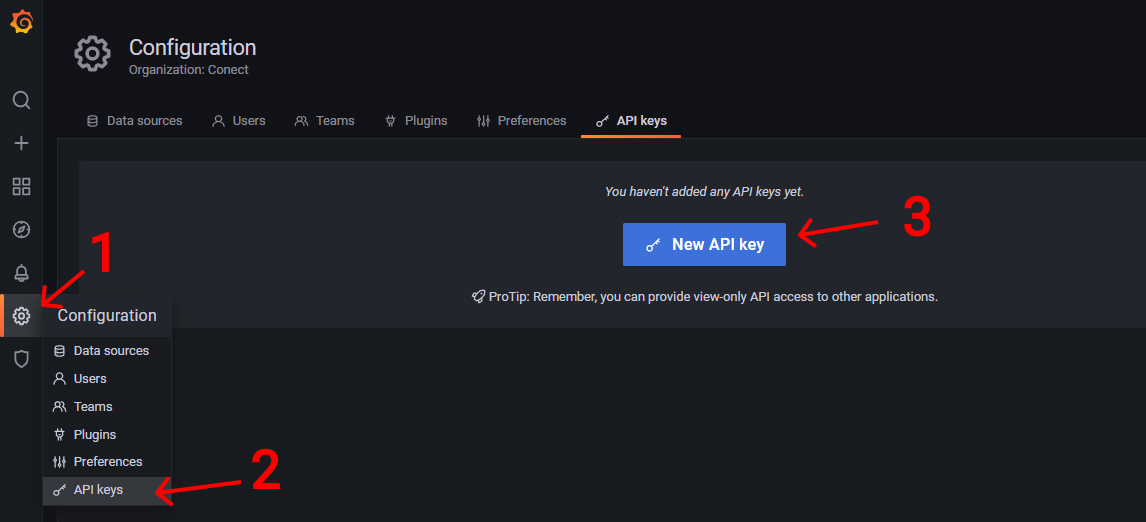 Configuration
Organization: Conect
Data sources Users Teams Plugins Preferences API keys
You haven't added any API keys yet.
3
New API key
1
ProTip: Remember, you can provide view-only API access to other applications.
Configuration
Data sources
Users
Teams
Plugins
Preferences
2
API keys